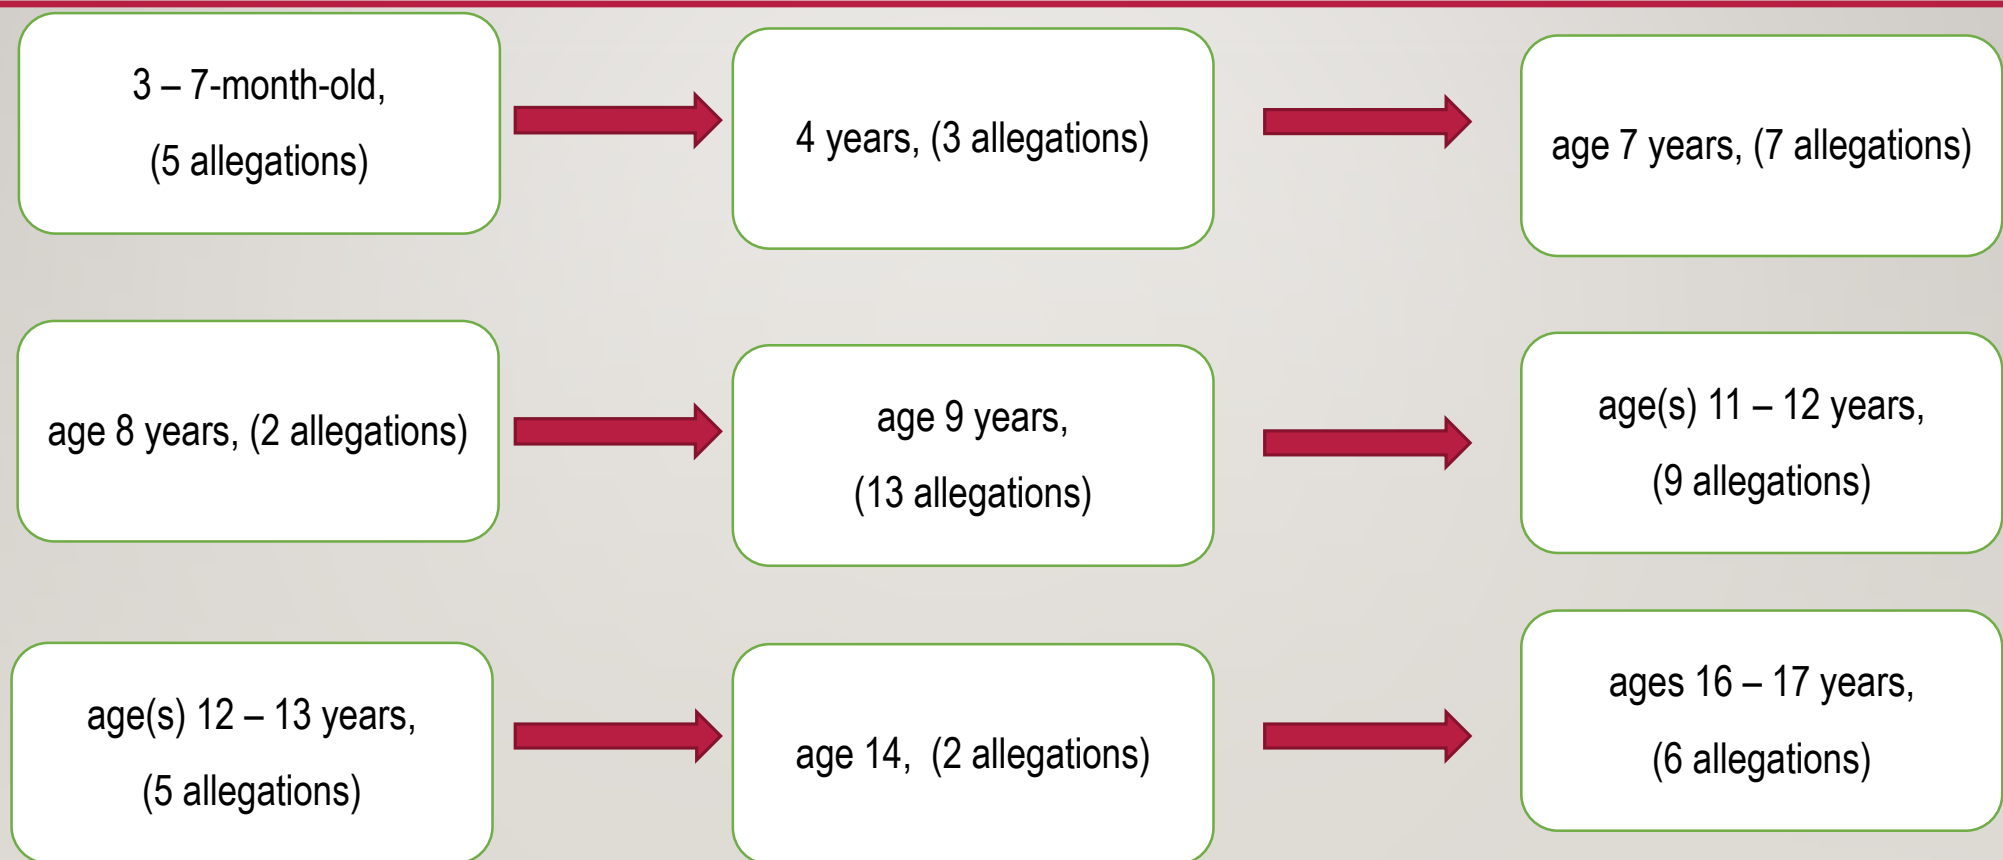 3 – 7-month-old,
(5 allegations)
4 years, (3 allegations)
age 7 years, (7 allegations)
age 8 years, (2 allegations)
age 9 years,
(13 allegations)
age(s) 11 – 12 years,
(9 allegations)
age(s) 12 – 13 years,
(5 allegations)
age 14,  (2 allegations)
ages 16 – 17 years,
(6 allegations)